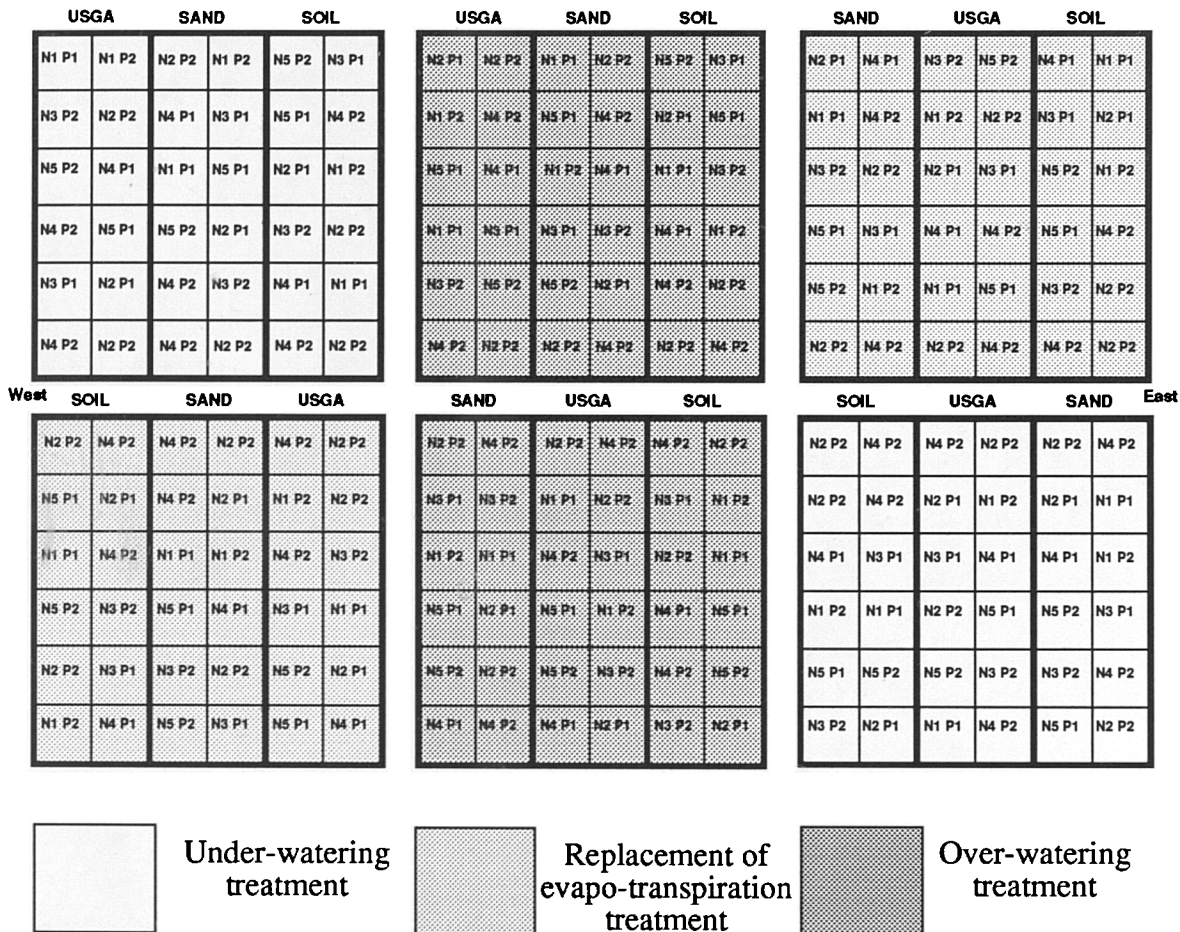 USGA SAND SOIL USGA SAND SOIL SAND USGA SOIL
N1 P1 N1 P2 N2 P2 N1 P2 N5 P2 N3 P1 N2 P1 N2 P2 N1 P1 N2 P2 N5 P2 N3 P1 N2 P1 N4 P1 N3 P2 N5 P2 N4 P1 N1 P1
N3 P2 N2 P2 N4 P1 N3 P1 N5 P1 N4 P2 N1 P2 N4 P2 N5 P1 N4 P2 N2 P1 N5 P1 N1 P1 N4 P2 N1 P2 N2 P2 N3 P1 N2 P1
N5 P2 N4 P1 N1 P1 N5 P1 N2 P1 N1 P2 N5 P1 N4 P1 N1 P2 N4 P1 N1 P1 N3 P2 N3 P2 N2 P2 N2 P1 N3 P1 N5 P2 N1 P2
N4 P2 N5 P1 N5 P2 N2 P1 N3 P2 N2 P2 N1 P1 N3 P1 N3 P1 N3 P2 N4 P1 N1 P2 N5 P1 N3 P1 N4 P1 N4 P2 N5 P1 N4 P2
N3 P1 N2 P1 N4 P2 N3 P2 N4 P1 N1 P1 N3 P2 N5 P2 N5 P2 N2 P1 N4 P2 N2 P2 N5 P2 N1 P2 N1 P1 N5 P1 N3 P2 N2 P2
N4 P2 N2 P2 N4 P2 N2 P2 N4 P2 N2 P2 N4 P2 N2 P2 N2 P2 N4 P2 N2 P2 N4 P2 N2 P2 N4 P2 N2 P2 N4 P2 N4 P2 N2 P2
West SOIL SAND USGA SAND USGA SOIL SOIL USGA SAND East
N2 P2 N4 P2 N4 P2 N2 P2 N4 P2 N2 P2 N2 P2 N4 P2 N2 P2 N4 P2 N4 P2 N2 P2 N2 P2 N4 P2 N4 P2 N2 P2 N2 P2 N4 P2
N5 P1 N2 P1 N4 P2 N2 P1 N1 P2 N2 P2 N3 P1 N3 P2 N1 P1 N2 P2 N3 P1 N1 P2 N2 P2 N4 P2 N2 P1 N1 P2 N2 P1 N1 P1
N1 P1 N4 P2 N1 P1 N1 P2 N4 P2 N3 P2 N1 P2 N1 P1 N4 P2 N3 P1 N2 P2 N1 P1 N4 P1 N3 P1 N3 P1 N4 P1 N4 P1 N1 P2
N5 P2 N3 P2 N5 P1 N4 P1 N3 P1 N1 P1 N5 P1 N2 P1 N5 P1 N1 P2 N4 P1 N5 P1 N1 P2 N1 P1 N2 P2 N5 P1 N5 P2 N3 P1
N2 P2 N3 P1 N3 P2 N2 P2 N5 P2 N2 P1 N5 P2 N2 P2 N5 P2 N3 P2 N4 P2 N5 P2 N5 P1 N5 P2 N5 P2 N3 P2 N3 P2 N4 P2
N1 P2 N4 P1 N5 P2 N3 P1 N5 P1 N4 P1 N4 P1 N4 P2 N4 P1 N2 P1 N3 P2 N2 P1 N3 P2 N2 P1 N1 P1 N4 P2 N5 P1 N2 P2
Under-watering
treatment
Replacement of
evapo-transpiration
treatment
Over-watering
treatment